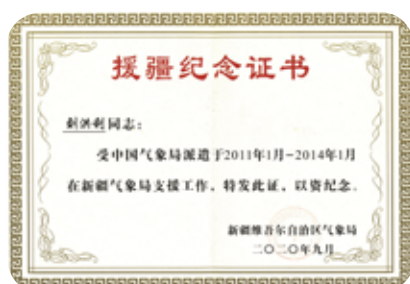 援疆纪念证书
洪利同志：
受中国气象局派遣于2011年1月-2014年1月
在新疆气象局支援工作，特发此证，以资纪念。
新疆维吾尔自治区气象局
二〇二〇年九月